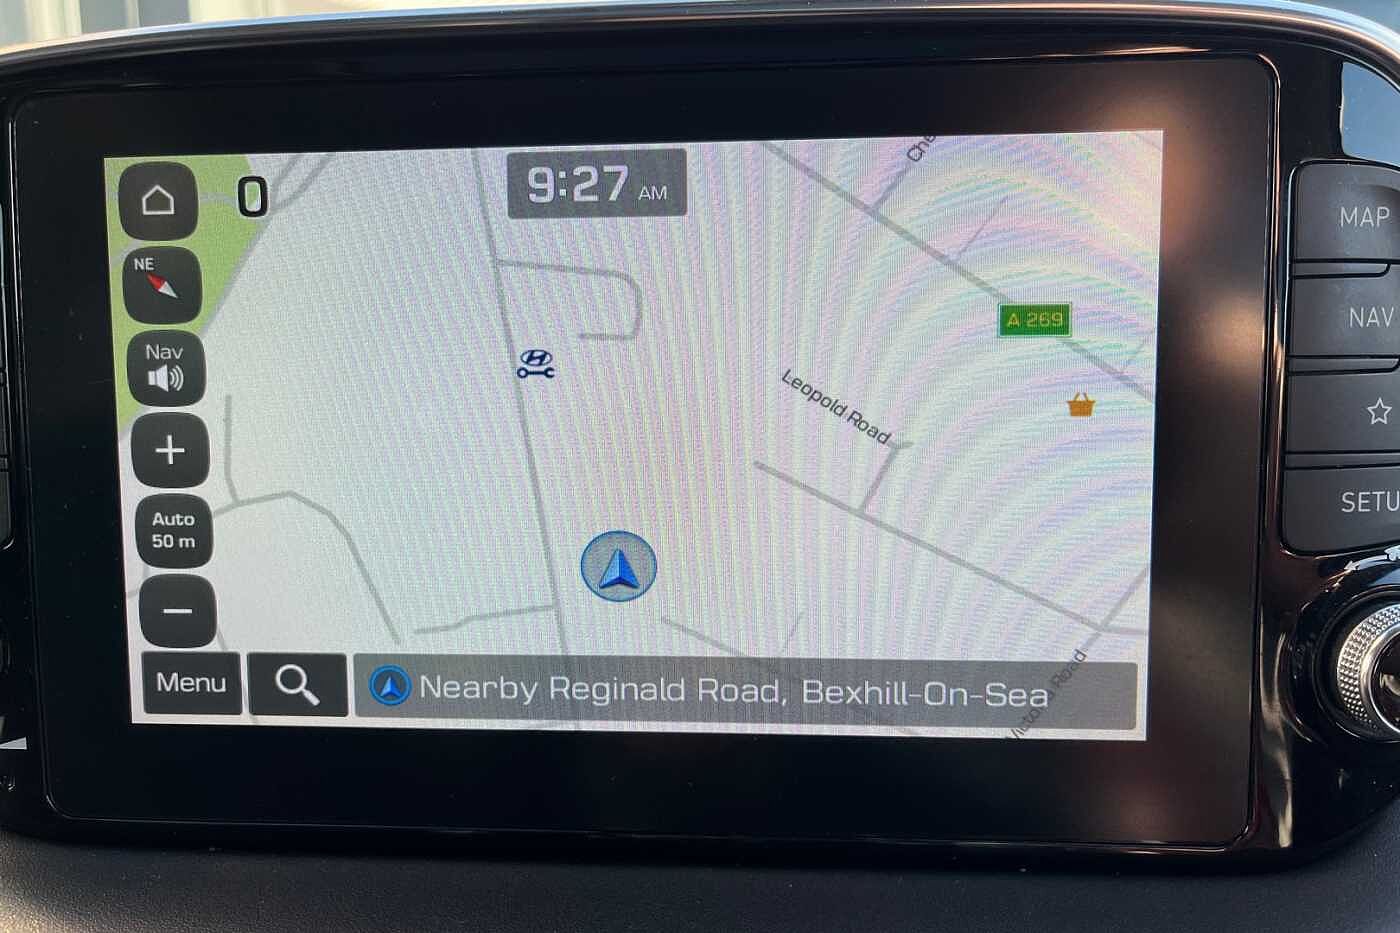 0
9:27 AM
NE
Nav
Auto
50 m
Menu
Nearby Reginald Road, Bexhill-On-Sea
A 269
Leopold Road
Road
MAP
NAV